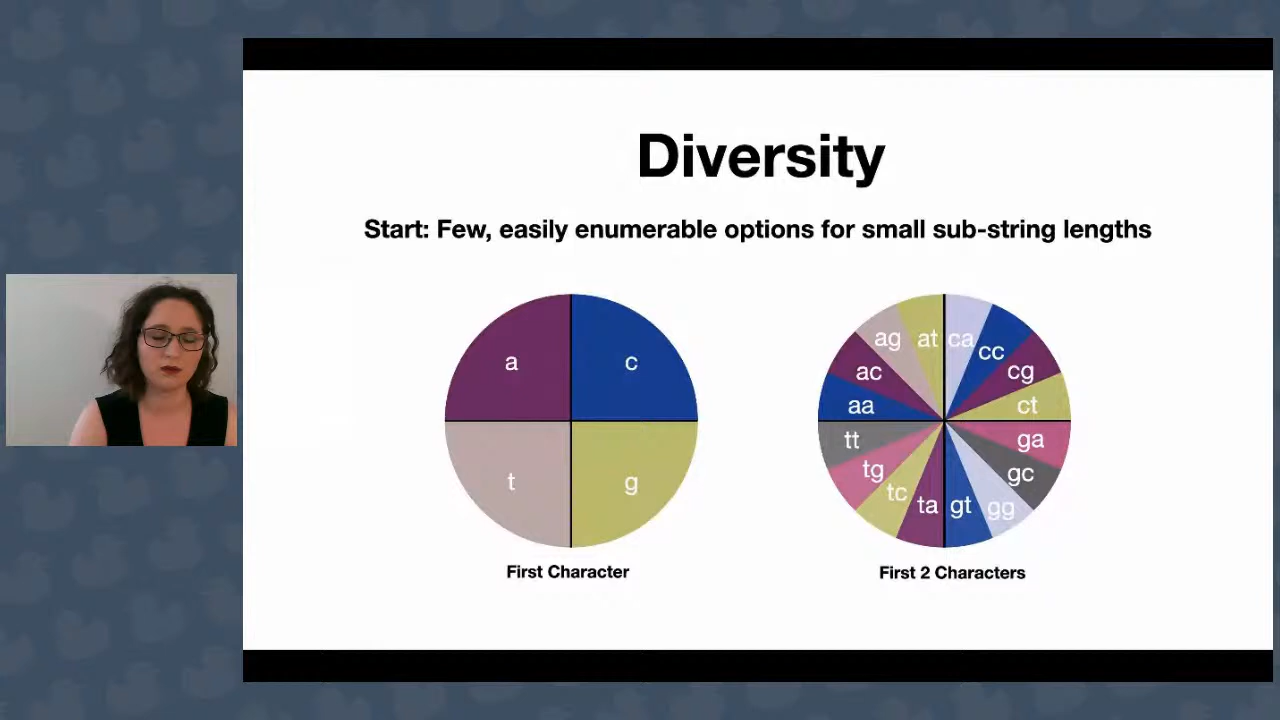 Diversity
Start: Few, easily enumerable options for small sub-string lengths
a
c
t
g
First Character
ag
at
ca
cc
ac
cg
aa
ct
tt
ga
tg
gc
tc
ta
gt
gg
First 2 Characters